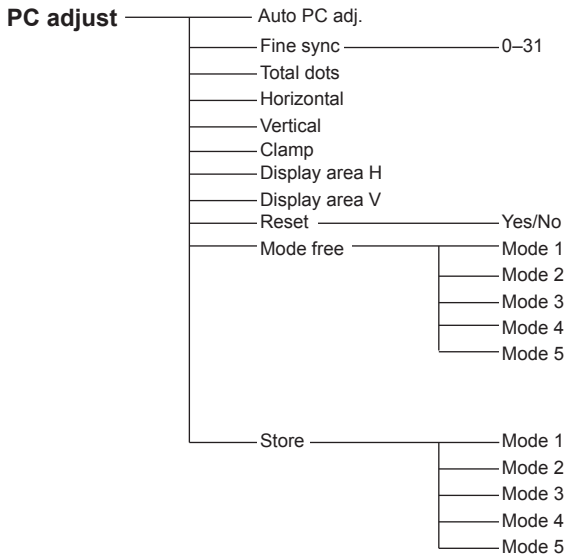 PC adjust
Auto PC adj.
Fine sync 0–31
Total dots
Horizontal
Vertical
Clamp
Display area H
Display area V
Reset Yes/No
Mode free Mode 1
Mode 2
Mode 3
Mode 4
Mode 5
Store Mode 1
Mode 2
Mode 3
Mode 4
Mode 5